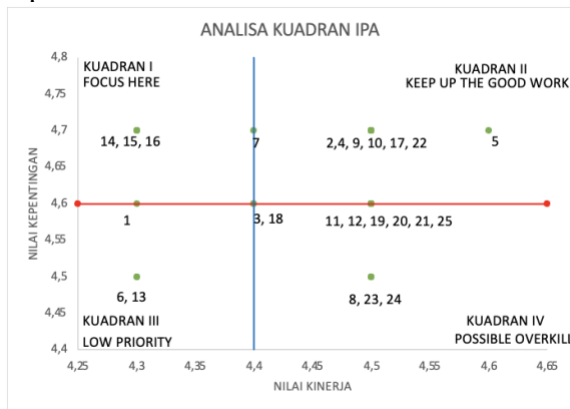 ANALISA KUADRAN IPA
4,8
KUADRAN I
FOCUS HERE
KUADRAN II
KEEP UP THE GOOD WORK
4,75
4,7
14, 15, 16
7
2,4, 9, 10, 17, 22
5
4,65
NILAI KEPENTINGAN
4,6
1
3, 18
11, 12, 19, 20, 21, 25
4,55
4,5
6, 13
8, 23, 24
4,45
KUADRAN III
LOW PRIORITY
KUADRAN IV
POSSIBLE OVERKILL
4,4
4,25 4,3 4,35 4,4 4,45 4,5 4,55 4,6 4,65
NILAI KINERJA